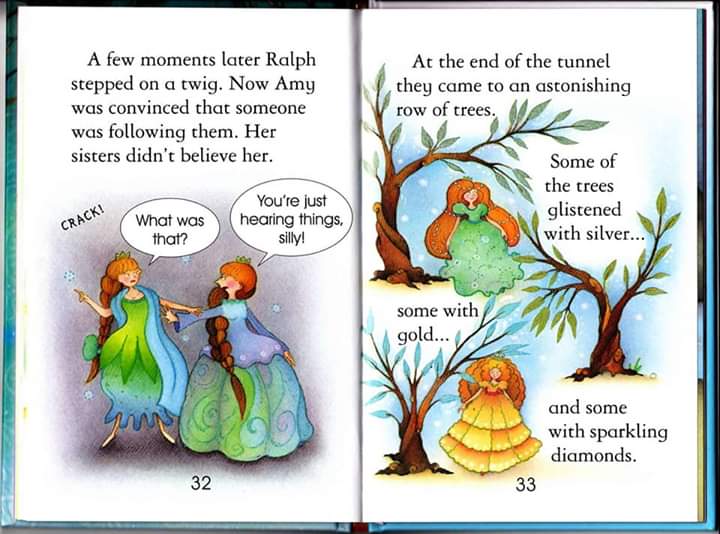 A few moments later Ralph
stepped on a twig. Now Amy
was convinced that someone
was following them. Her
sisters didn't believe her.
CRACK!
What was
that?
You're just
hearing things,
silly!
32
At the end of the tunnel
they came to an astonishing
row of trees.
Some of
the trees
glistened
with silver...
some with
gold...
and some
with sparkling
diamonds.
33